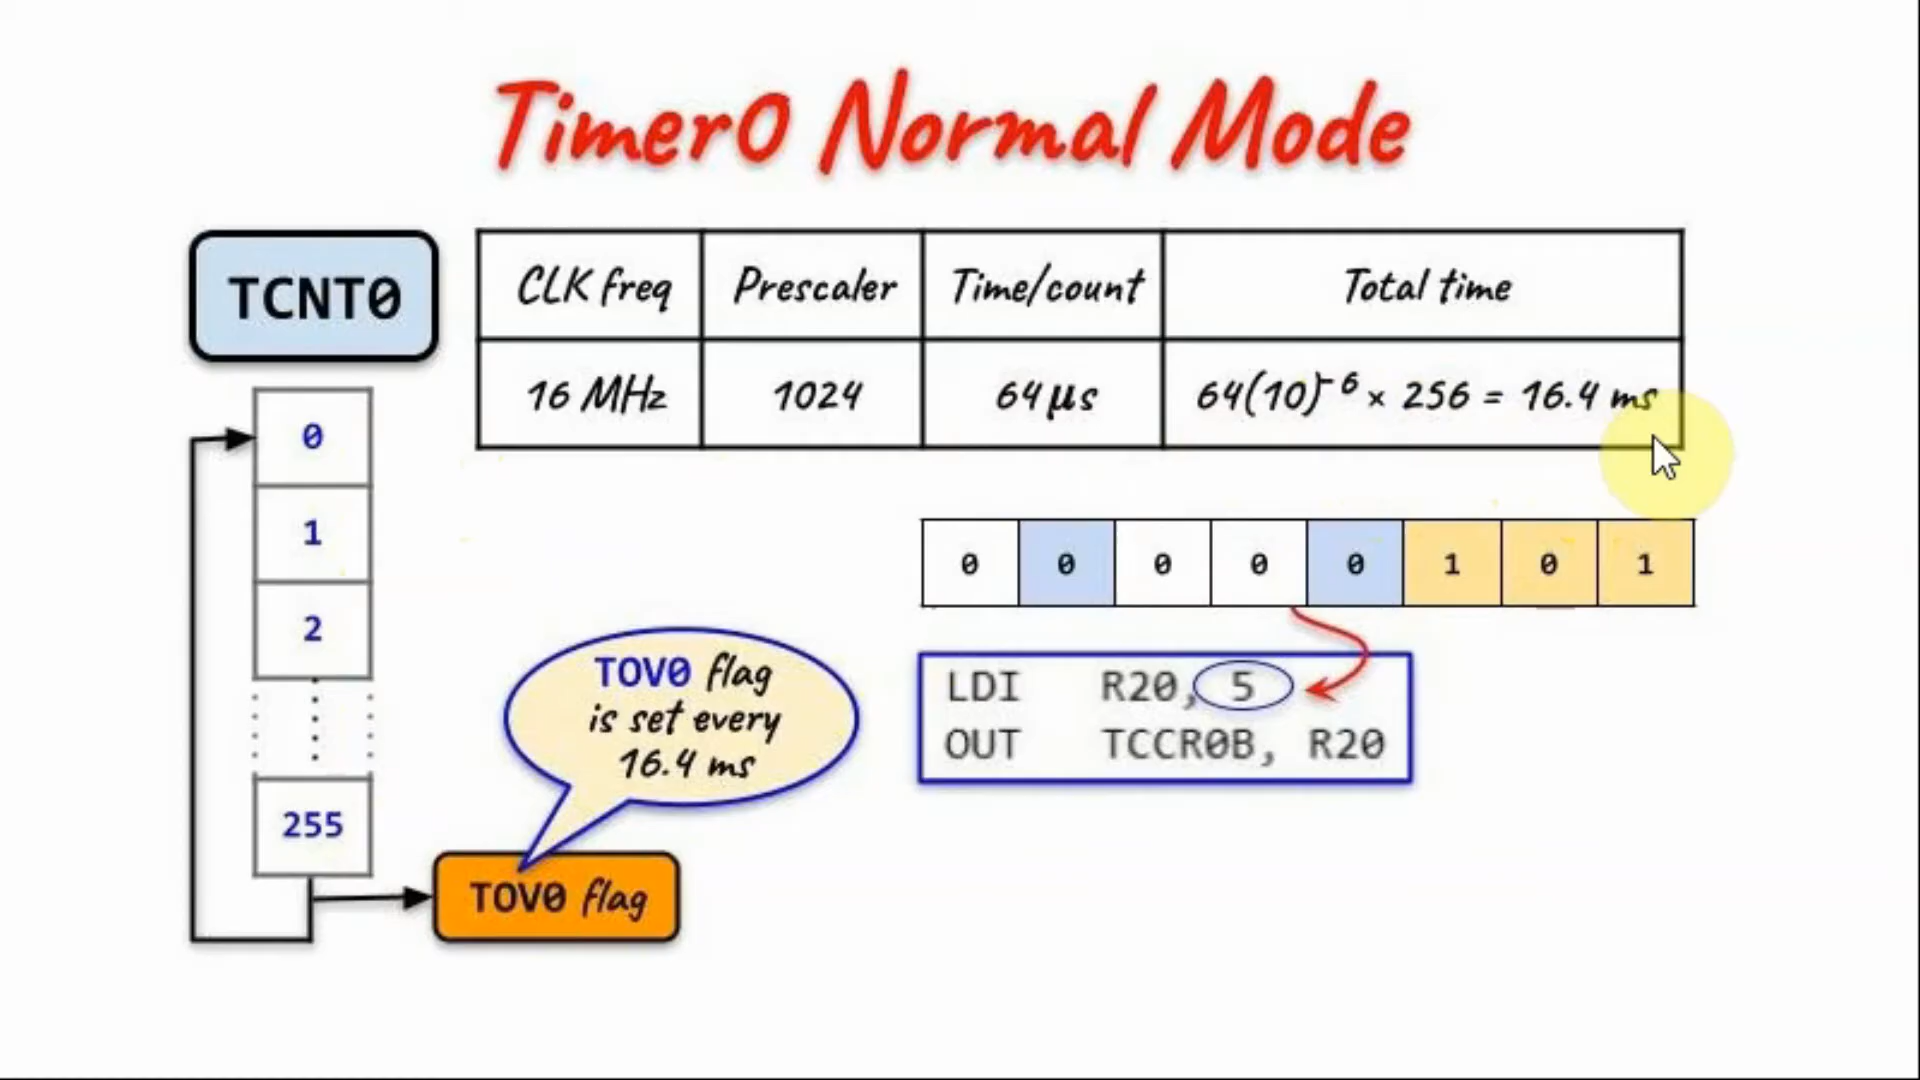 Timer0 Normal Mode
TCNT0
CLK freq Prescaler Time/count Total time
16 MHz 1024 64 µs 64(10)⁻⁶ × 256 = 16.4 ms
0
1
2
255
0 0 0 0 0 1 0 1
TOV0 flag
is set every
16.4 ms
LDI R20, 5
OUT TCCR0B, R20
TOV0 flag